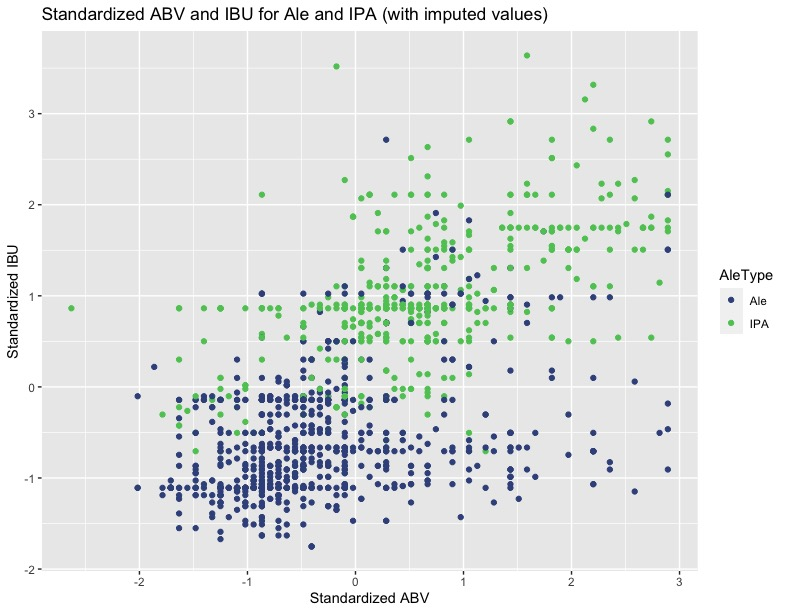 Standardized ABV and IBU for Ale and IPA (with imputed values)
Standardized IBU
3
2
1
0
-1
-2
-2 -1 0 1 2 3
Standardized ABV
AleType
Ale
IPA